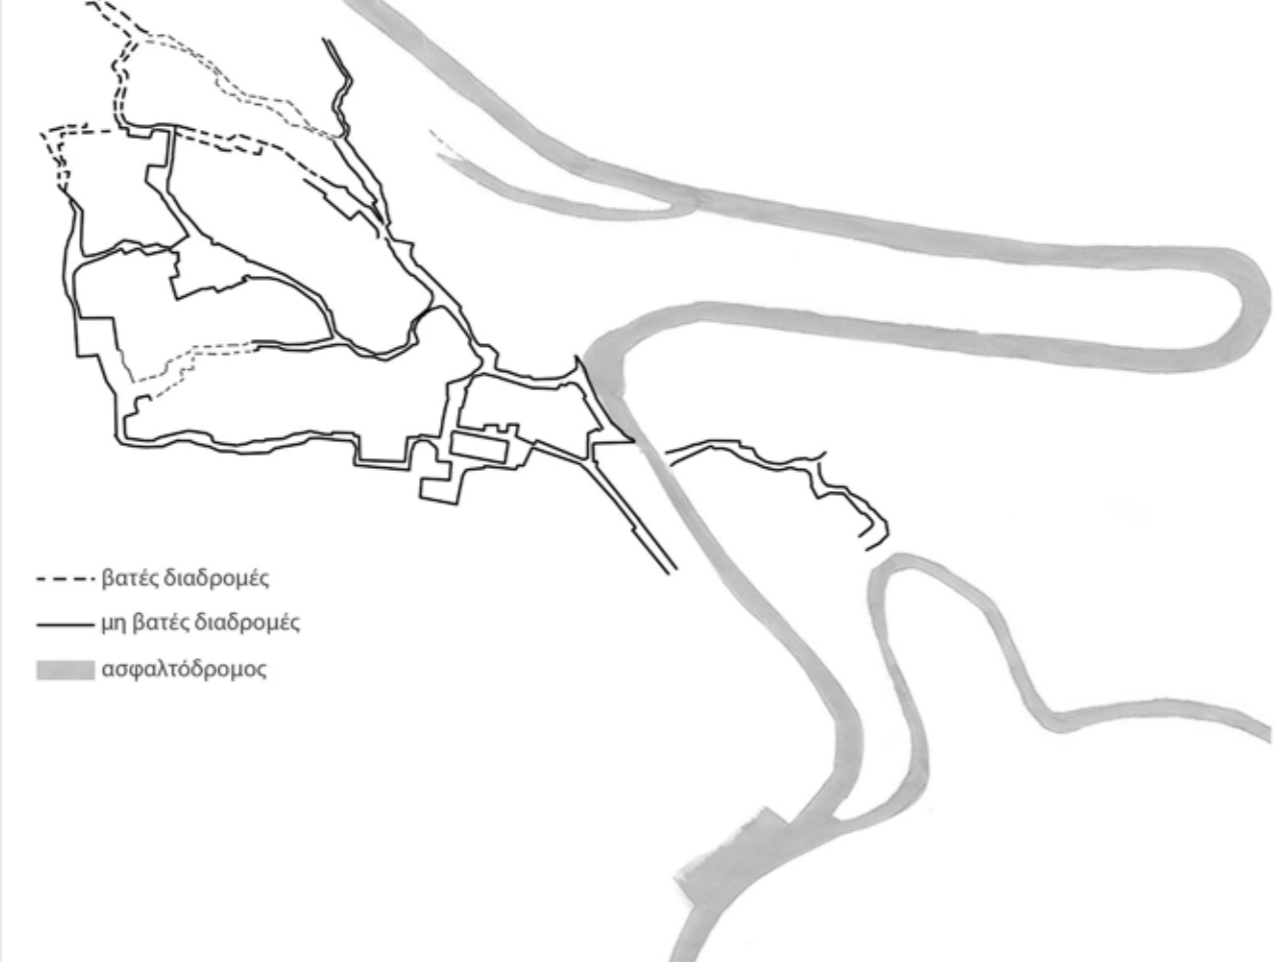 βατές διαδρομές
μη βατές διαδρομές
ασφαλτόδρομος